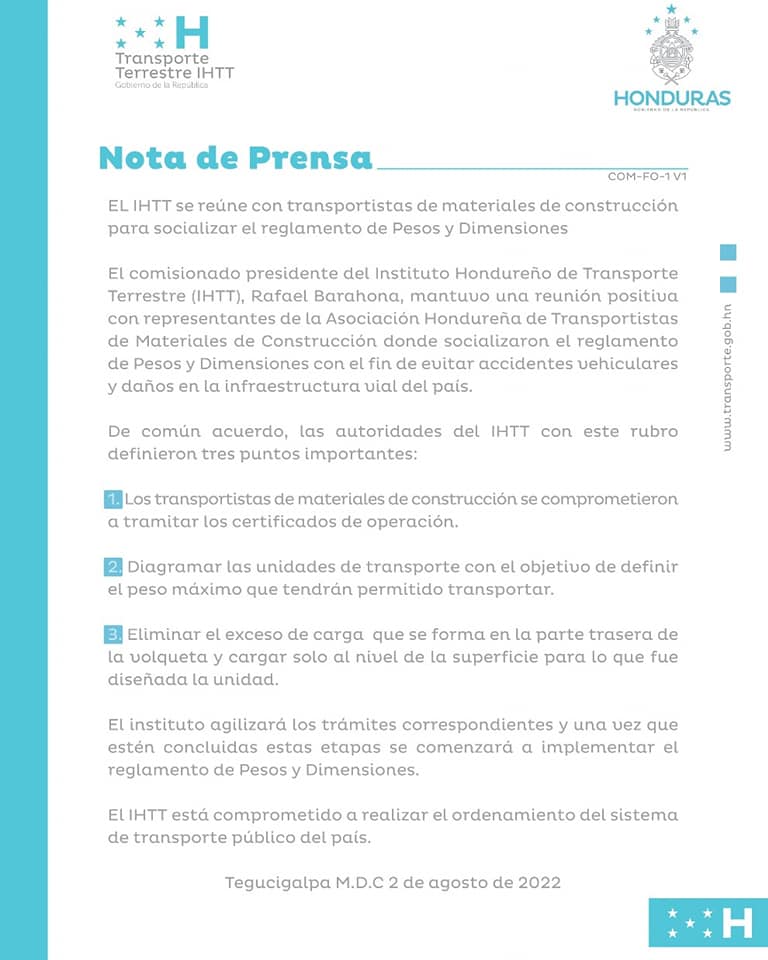 H
Transporte
Terrestre IHTT
Gobierno de la República
HONDURAS
GOBIERNO DE LA REPÚBLICA
Nota de Prensa
COM-FO-1 V1
EL IHTT se reúne con transportistas de materiales de construcción
para socializar el reglamento de Pesos y Dimensiones
El comisionado presidente del Instituto Hondureño de Transporte
Terrestre (IHTT), Rafael Barahona, mantuvo una reunión positiva
con representantes de la Asociación Hondureña de Transportistas
de Materiales de Construcción donde socializaron el reglamento
de Pesos y Dimensiones con el fin de evitar accidentes vehiculares
y daños en la infraestructura vial del país.
De común acuerdo, las autoridades del IHTT con este rubro
definieron tres puntos importantes:
1. Los transportistas de materiales de construcción se comprometieron
a tramitar los certificados de operación.
2. Diagramar las unidades de transporte con el objetivo de definir
el peso máximo que tendrán permitido transportar.
3. Eliminar el exceso de carga que se forma en la parte trasera de
la volqueta y cargar solo al nivel de la superficie para lo que fue
diseñada la unidad.
El instituto agilizará los trámites correspondientes y una vez que
estén concluidas estas etapas se comenzará a implementar el
reglamento de Pesos y Dimensiones.
El IHTT está comprometido a realizar el ordenamiento del sistema
de transporte público del país.
Tegucigalpa M.D.C 2 de agosto de 2022
www.transporte.gob.hn
H